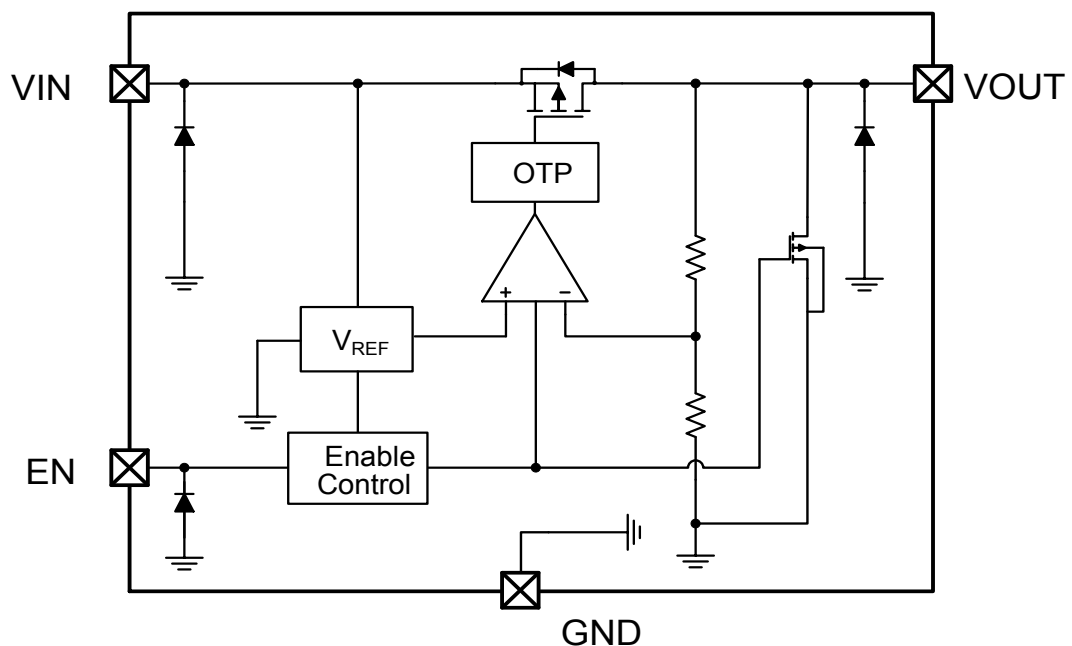 VIN
VOUT
OTP
+
−
VREF
EN
Enable
Control
GND